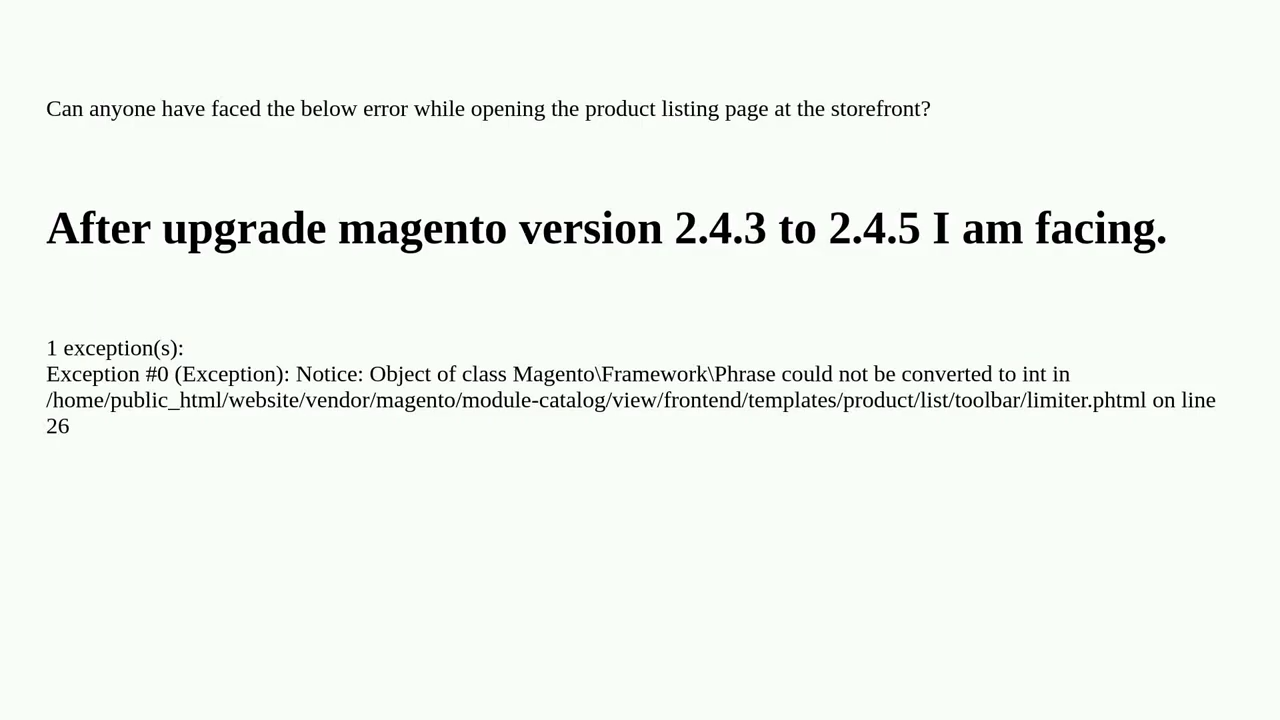 Can anyone have faced the below error while opening the product listing page at the storefront?
After upgrade magento version 2.4.3 to 2.4.5 I am facing.
1 exception(s):
Exception #0 (Exception): Notice: Object of class Magento\Framework\Phrase could not be converted to int in
/home/public_html/website/vendor/magento/module-catalog/view/frontend/templates/product/list/toolbar/limiter.phtml on line
26